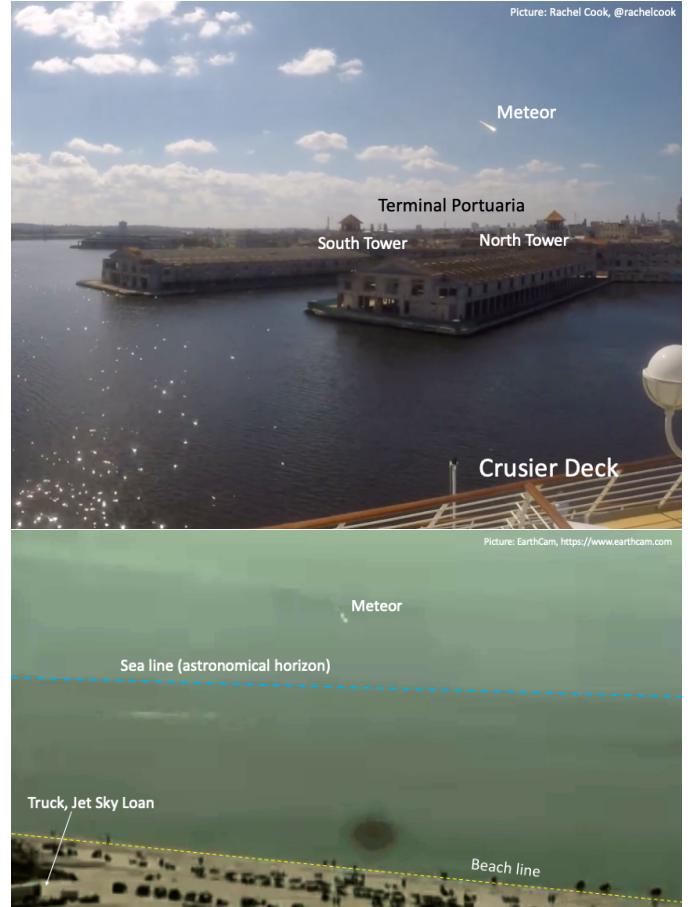 Picture: Rachel Cook, @rachelcook
Meteor
Terminal Portuaria
South Tower
North Tower
Crusier Deck
Picture: EarthCam, https://www.earthcam.com
Meteor
Sea line (astronomical horizon)
Truck, Jet Sky Loan
Beach line